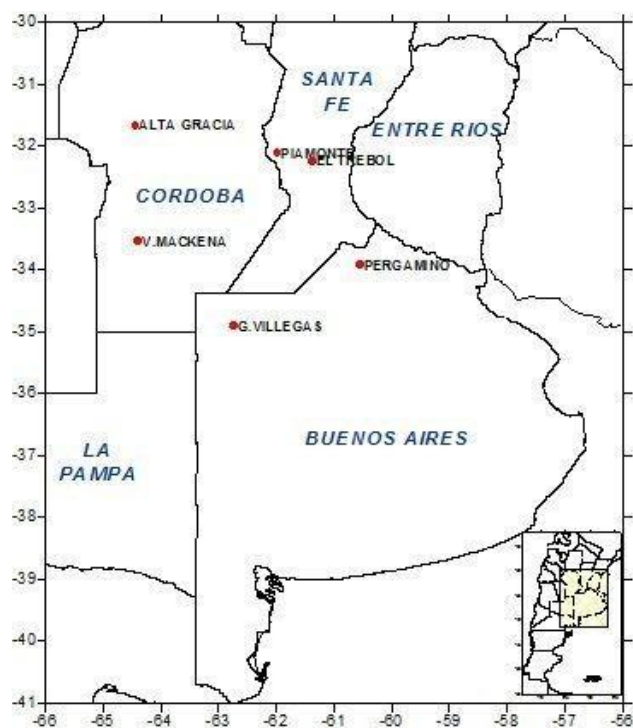 -30
-31
-32
-33
-34
-35
-36
-37
-38
-39
-40
-41
SANTA
FE
ENTRE RIOS
ALTA GRACIA
PIAMONTE
EL TREBOL
CORDOBA
V.MACKENA
PERGAMINO
G.VILLEGAS
BUENOS AIRES
LA
PAMPA
-66 -65 -64 -63 -62 -61 -60 -59 -58 -57